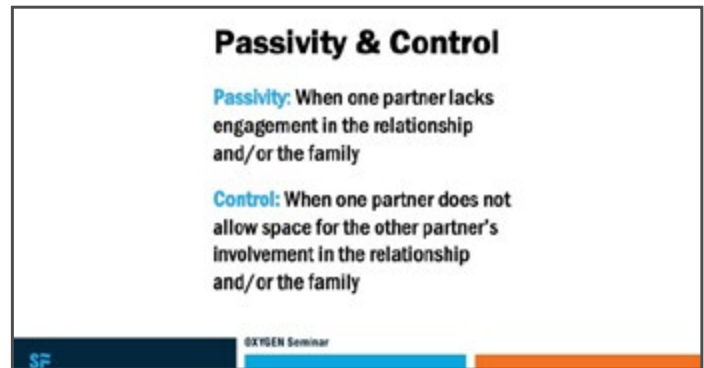 Passivity & Control
Passivity: When one partner lacks
engagement in the relationship
and/or the family
Control: When one partner does not
allow space for the other partner's
involvement in the relationship
and/or the family
OXYGEN Seminar
SF